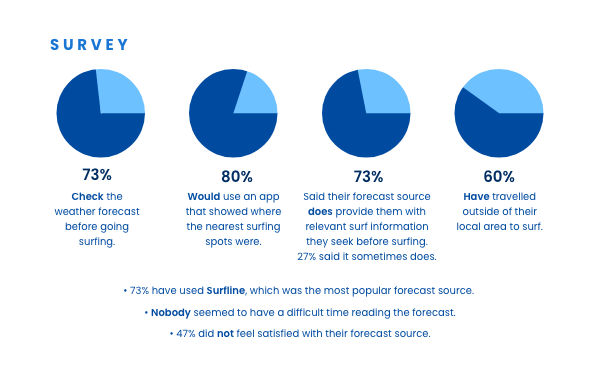 SURVEY
73%
Check the
weather forecast
before going
surfing.
80%
Would use an app
that showed where
the nearest surfing
spots were.
73%
Said their forecast source
does provide them with
relevant surf information
they seek before surfing.
27% said it sometimes does.
60%
Have travelled
outside of their
local area to surf.
• 73% have used Surfline, which was the most popular forecast source.
• Nobody seemed to have a difficult time reading the forecast.
• 47% did not feel satisfied with their forecast source.